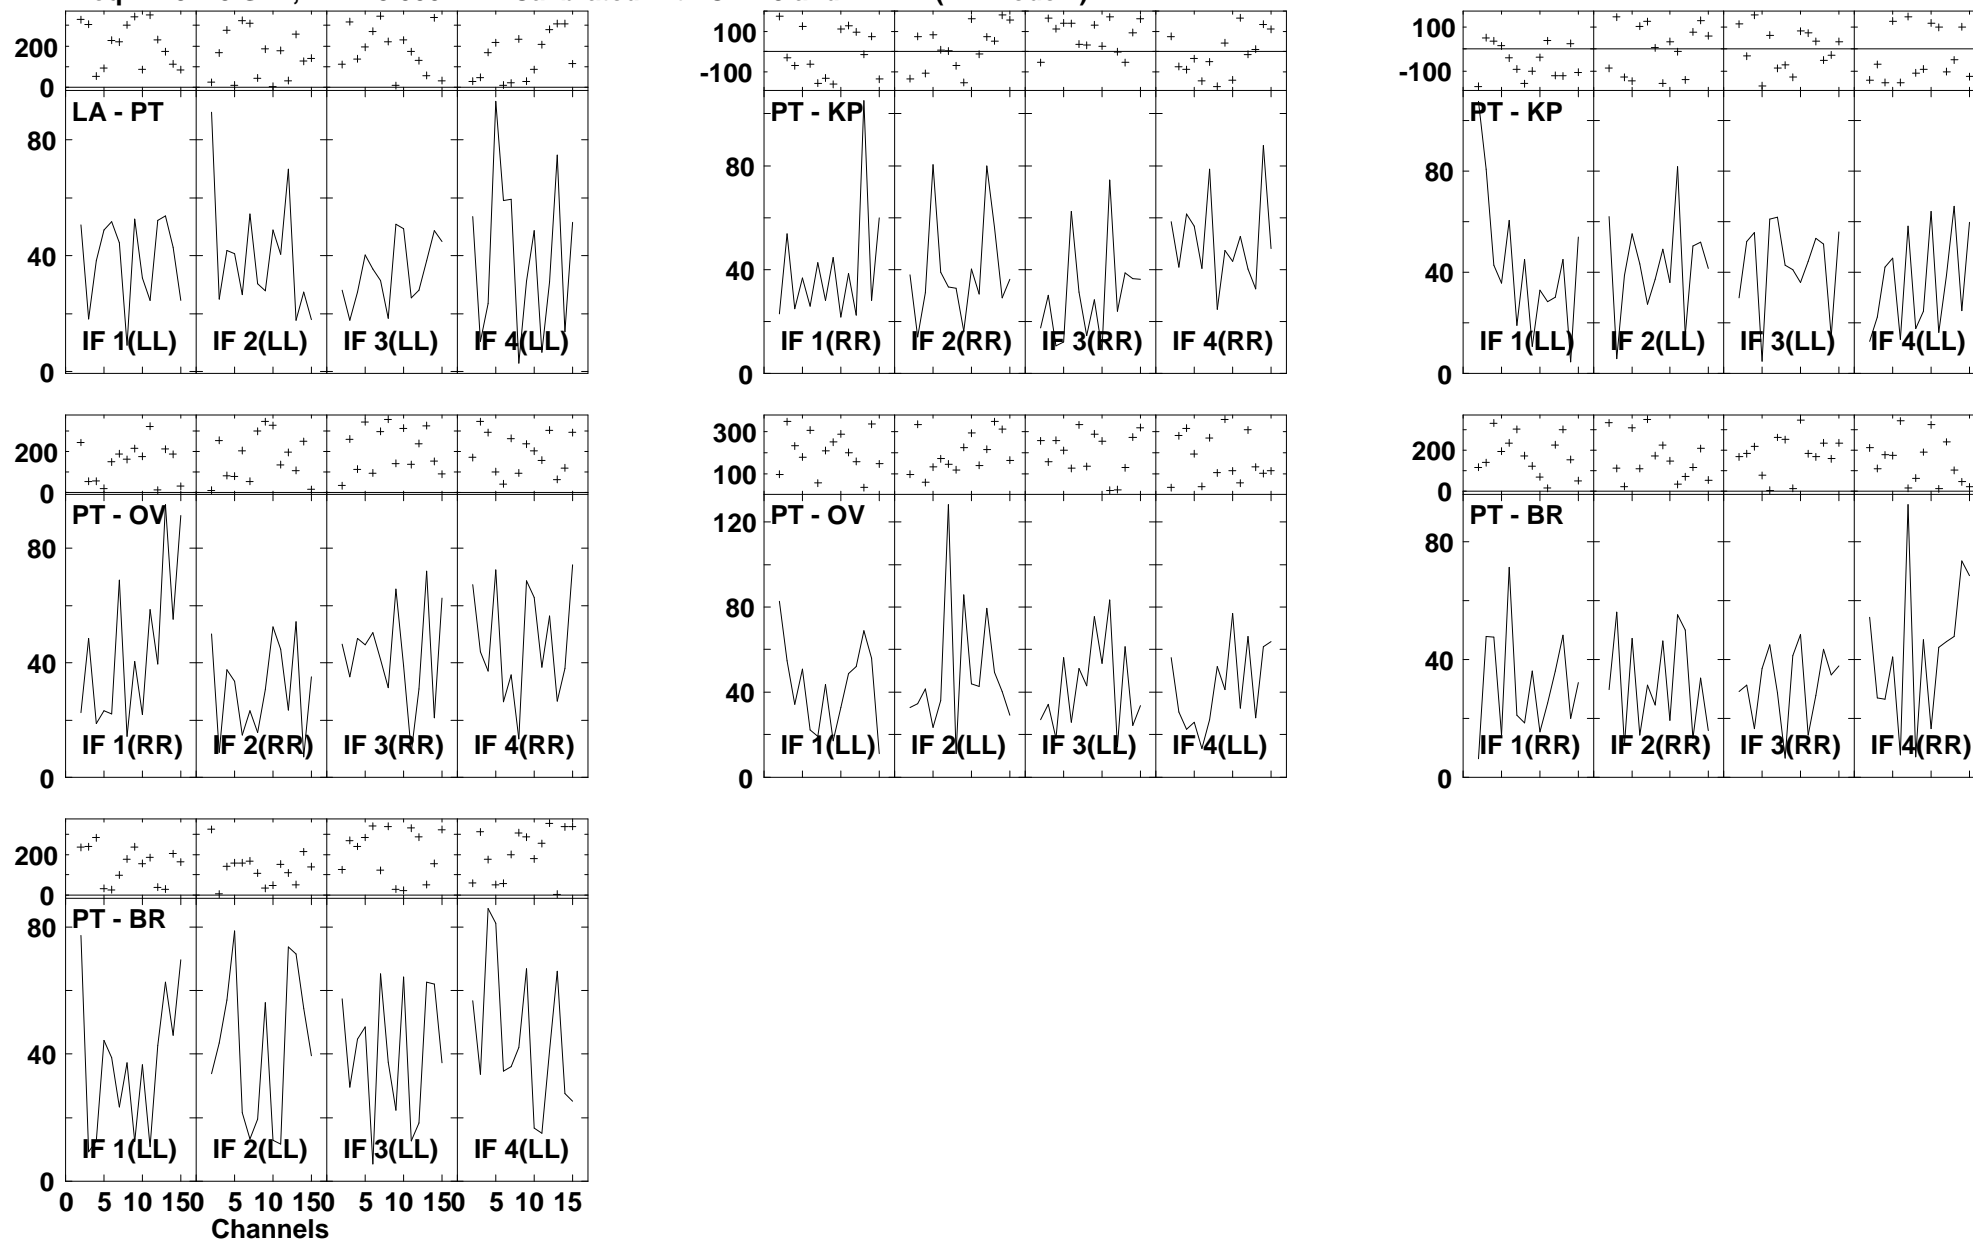 200
0
LA - PT
80
40
0
IF 1(LL) IF 2(LL) IF 3(LL) IF 4(LL)
100
-100
PT - KP
80
40
0
IF 1(RR) IF 2(RR) IF 3(RR) IF 4(RR)
100
-100
PT - KP
80
40
0
IF 1(LL) IF 2(LL) IF 3(LL) IF 4(LL)
200
0
PT - OV
80
40
0
IF 1(RR) IF 2(RR) IF 3(RR) IF 4(RR)
300
100
PT - OV
120
80
40
0
IF 1(LL) IF 2(LL) IF 3(LL) IF 4(LL)
200
0
PT - BR
80
40
0
IF 1(RR) IF 2(RR) IF 3(RR) IF 4(RR)
200
0
PT - BR
80
40
0
IF 1(LL) IF 2(LL) IF 3(LL) IF 4(LL)
0 5 10 150 5 10 150 5 10 150 5 10 15
Channels